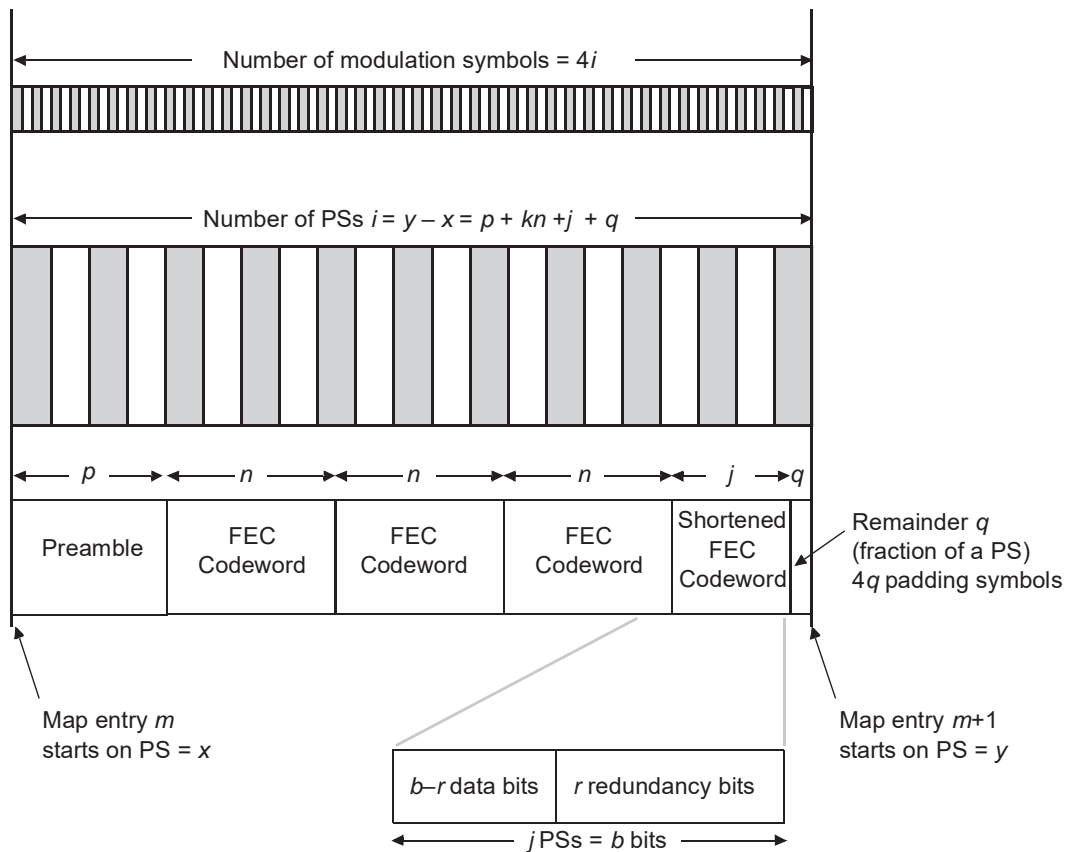 Number of modulation symbols = 4i
Number of PSs i = y – x = p + kn +j + q
p
n
n
n
j
q
Preamble
FEC
Codeword
FEC
Codeword
FEC
Codeword
Shortened
FEC
Codeword
Remainder q
(fraction of a PS)
4q padding symbols
Map entry m
starts on PS = x
Map entry m+1
starts on PS = y
b–r data bits
r redundancy bits
j PSs = b bits